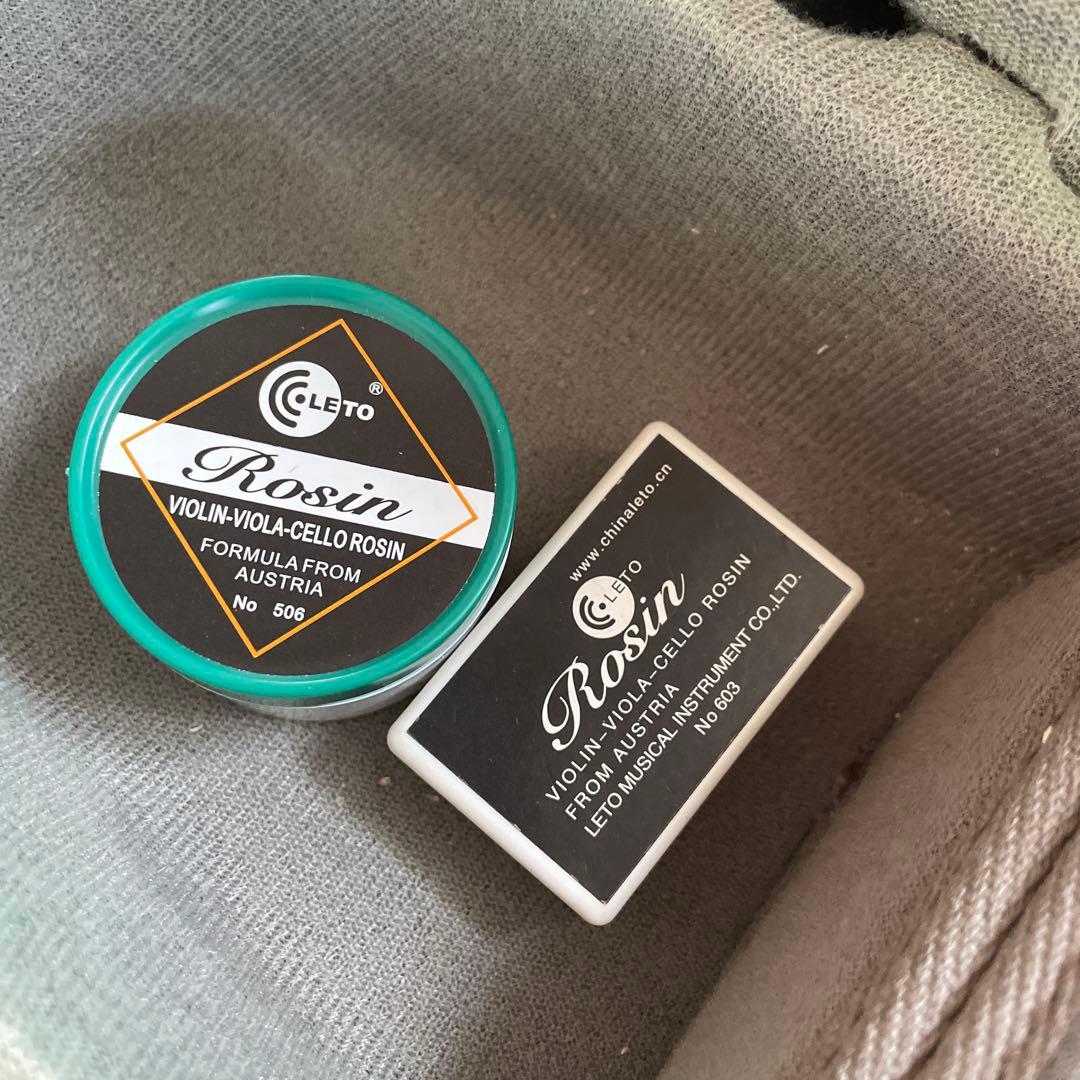 LETO ®
Rosin
VIOLIN-VIOLA-CELLO ROSIN
FORMULA FROM
AUSTRIA
No 506
www.chinaleto.cn
LETO
Rosin
VIOLIN-VIOLA-CELLO ROSIN
FROM AUSTRIA
LETO MUSICAL INSTRUMENT CO.,LTD.
No 603